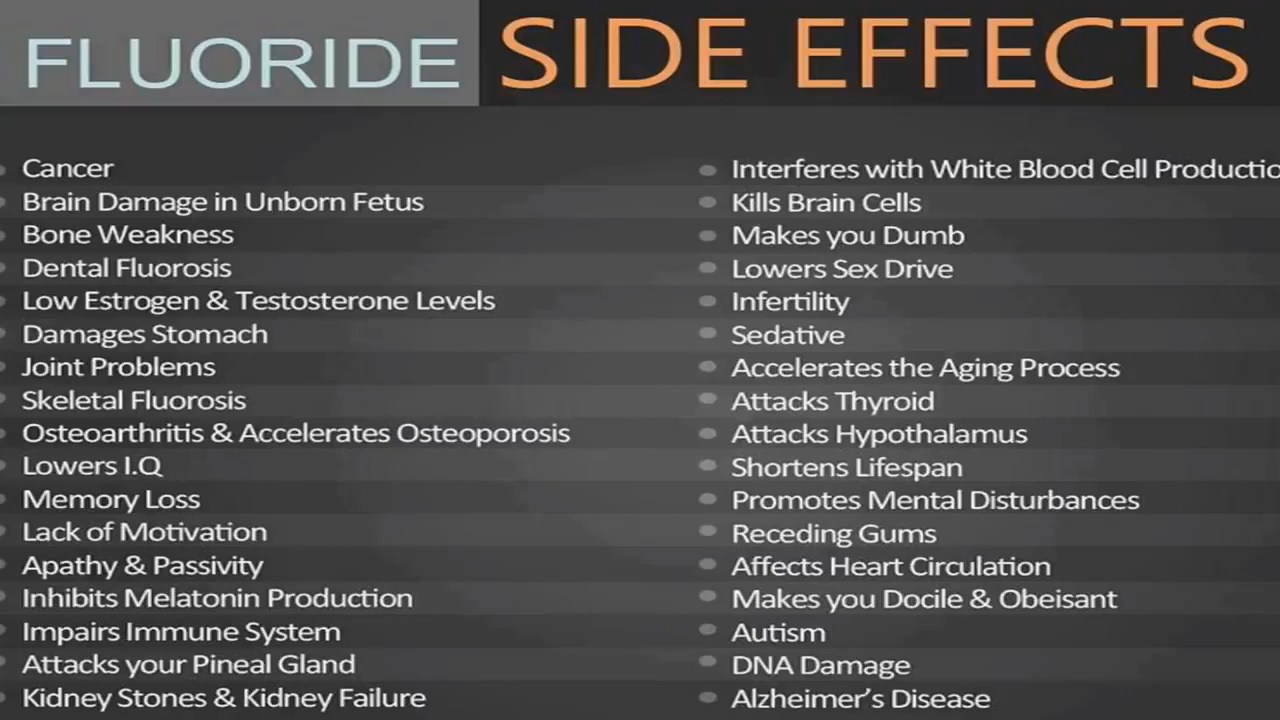 FLUORIDE SIDE EFFECTS
Cancer
Brain Damage in Unborn Fetus
Bone Weakness
Dental Fluorosis
Low Estrogen & Testosterone Levels
Damages Stomach
Joint Problems
Skeletal Fluorosis
Osteoarthritis & Accelerates Osteoporosis
Lowers I.Q
Memory Loss
Lack of Motivation
Apathy & Passivity
Inhibits Melatonin Production
Impairs Immune System
Attacks your Pineal Gland
Kidney Stones & Kidney Failure
Interferes with White Blood Cell Productio
Kills Brain Cells
Makes you Dumb
Lowers Sex Drive
Infertility
Sedative
Accelerates the Aging Process
Attacks Thyroid
Attacks Hypothalamus
Shortens Lifespan
Promotes Mental Disturbances
Receding Gums
Affects Heart Circulation
Makes you Docile & Obeisant
Autism
DNA Damage
Alzheimer's Disease